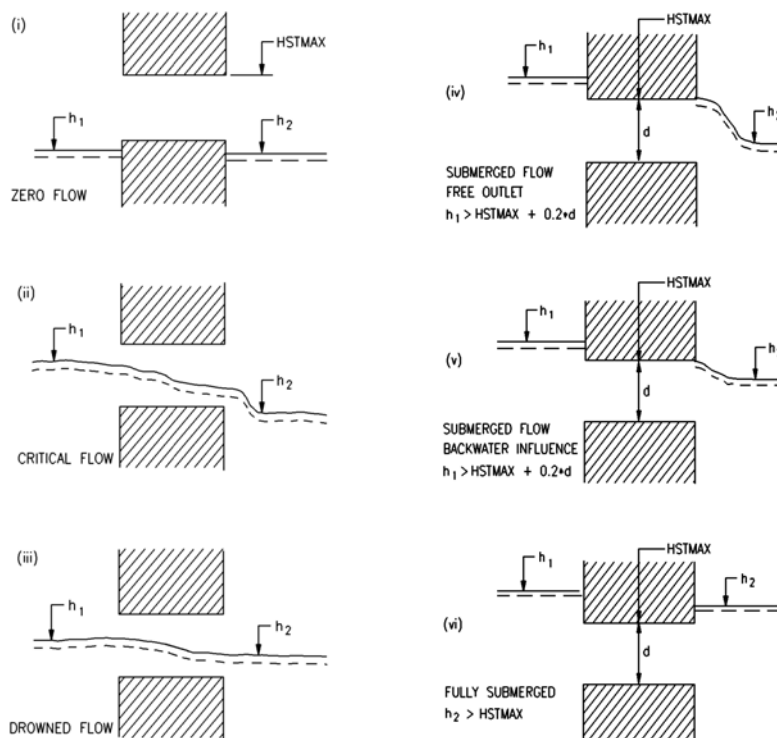 (i)
HSTMAX
h₁
h₂
ZERO FLOW
(ii)
h₁
h₂
CRITICAL FLOW
(iii)
h₁
h₂
DROWNED FLOW
HSTMAX
h₁
(iv)
d
SUBMERGED FLOW
FREE OUTLET
h₁ > HSTMAX + 0.2*d
HSTMAX
h₁
(v)
d
SUBMERGED FLOW
BACKWATER INFLUENCE
h₁ > HSTMAX + 0.2*d
HSTMAX
h₁
h₂
(vi)
d
FULLY SUBMERGED
h₂ > HSTMAX